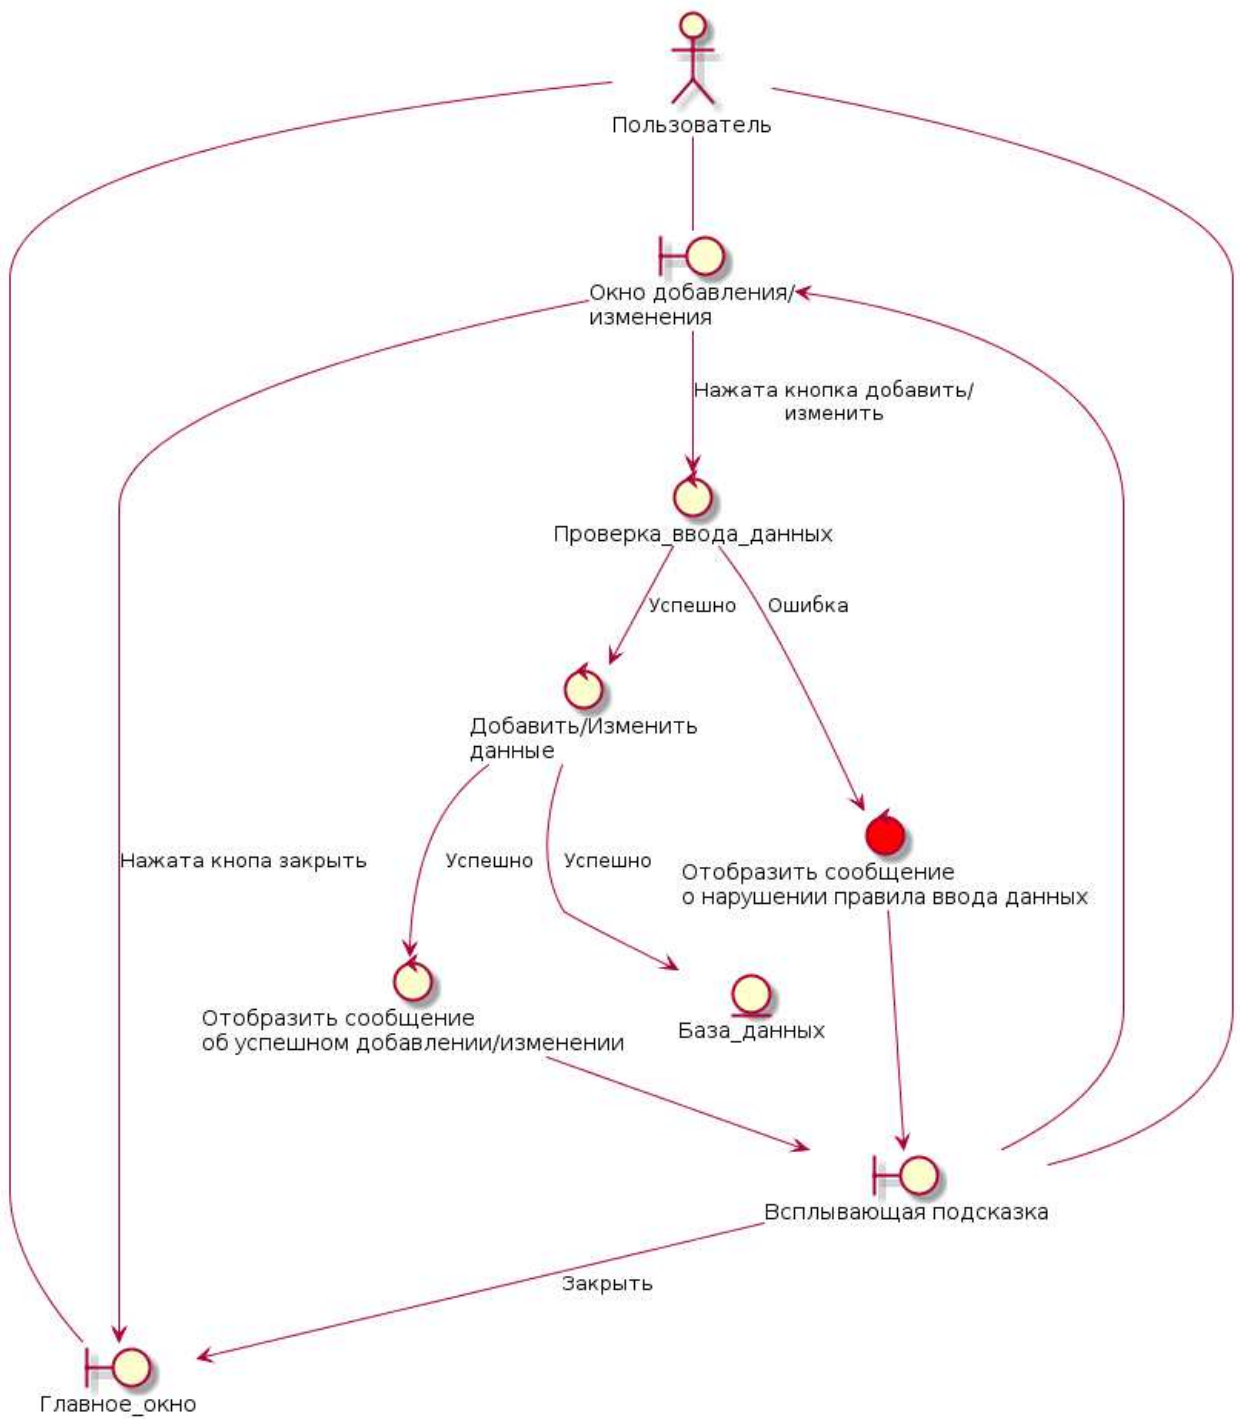 Пользователь
Окно добавления/
изменения
Нажата кнопка добавить/
изменить
Проверка_ввода_данных
Успешно
Ошибка
Добавить/Изменить
данные
Нажата кнопа закрыть
Успешно
Успешно
Отобразить сообщение
о нарушении правила ввода данных
Отобразить сообщение
об успешном добавлении/изменении
База_данных
Всплывающая подсказка
Закрыть
Главное_окно